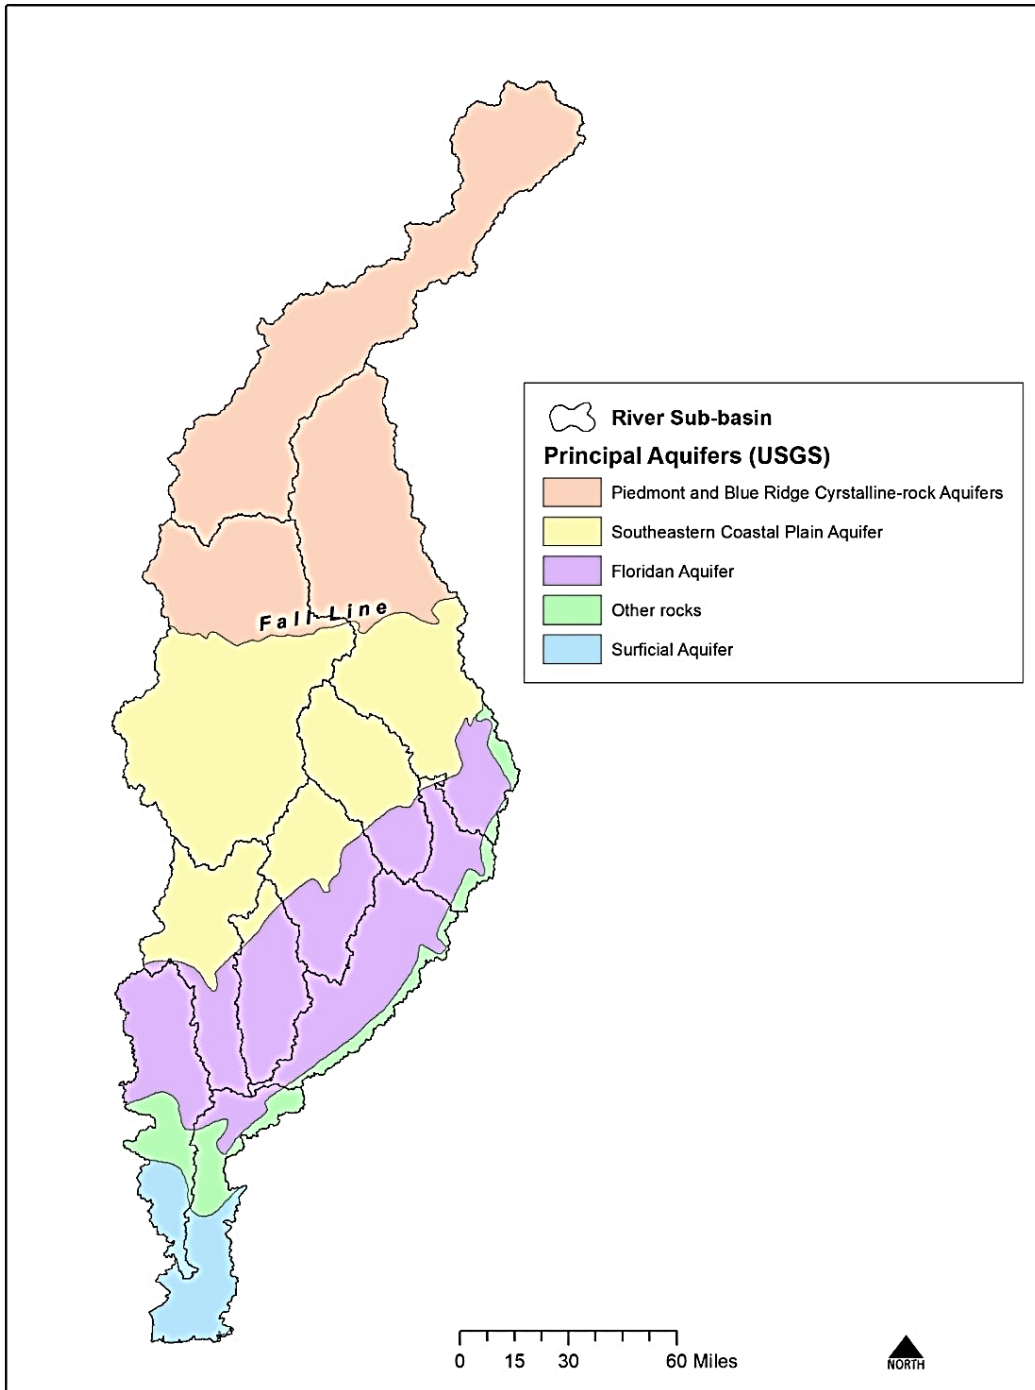 Fall Line
River Sub-basin
Principal Aquifers (USGS)
Piedmont and Blue Ridge Cyrstalline-rock Aquifers
Southeastern Coastal Plain Aquifer
Floridan Aquifer
Other rocks
Surficial Aquifer
0 15 30 60 Miles
NORTH